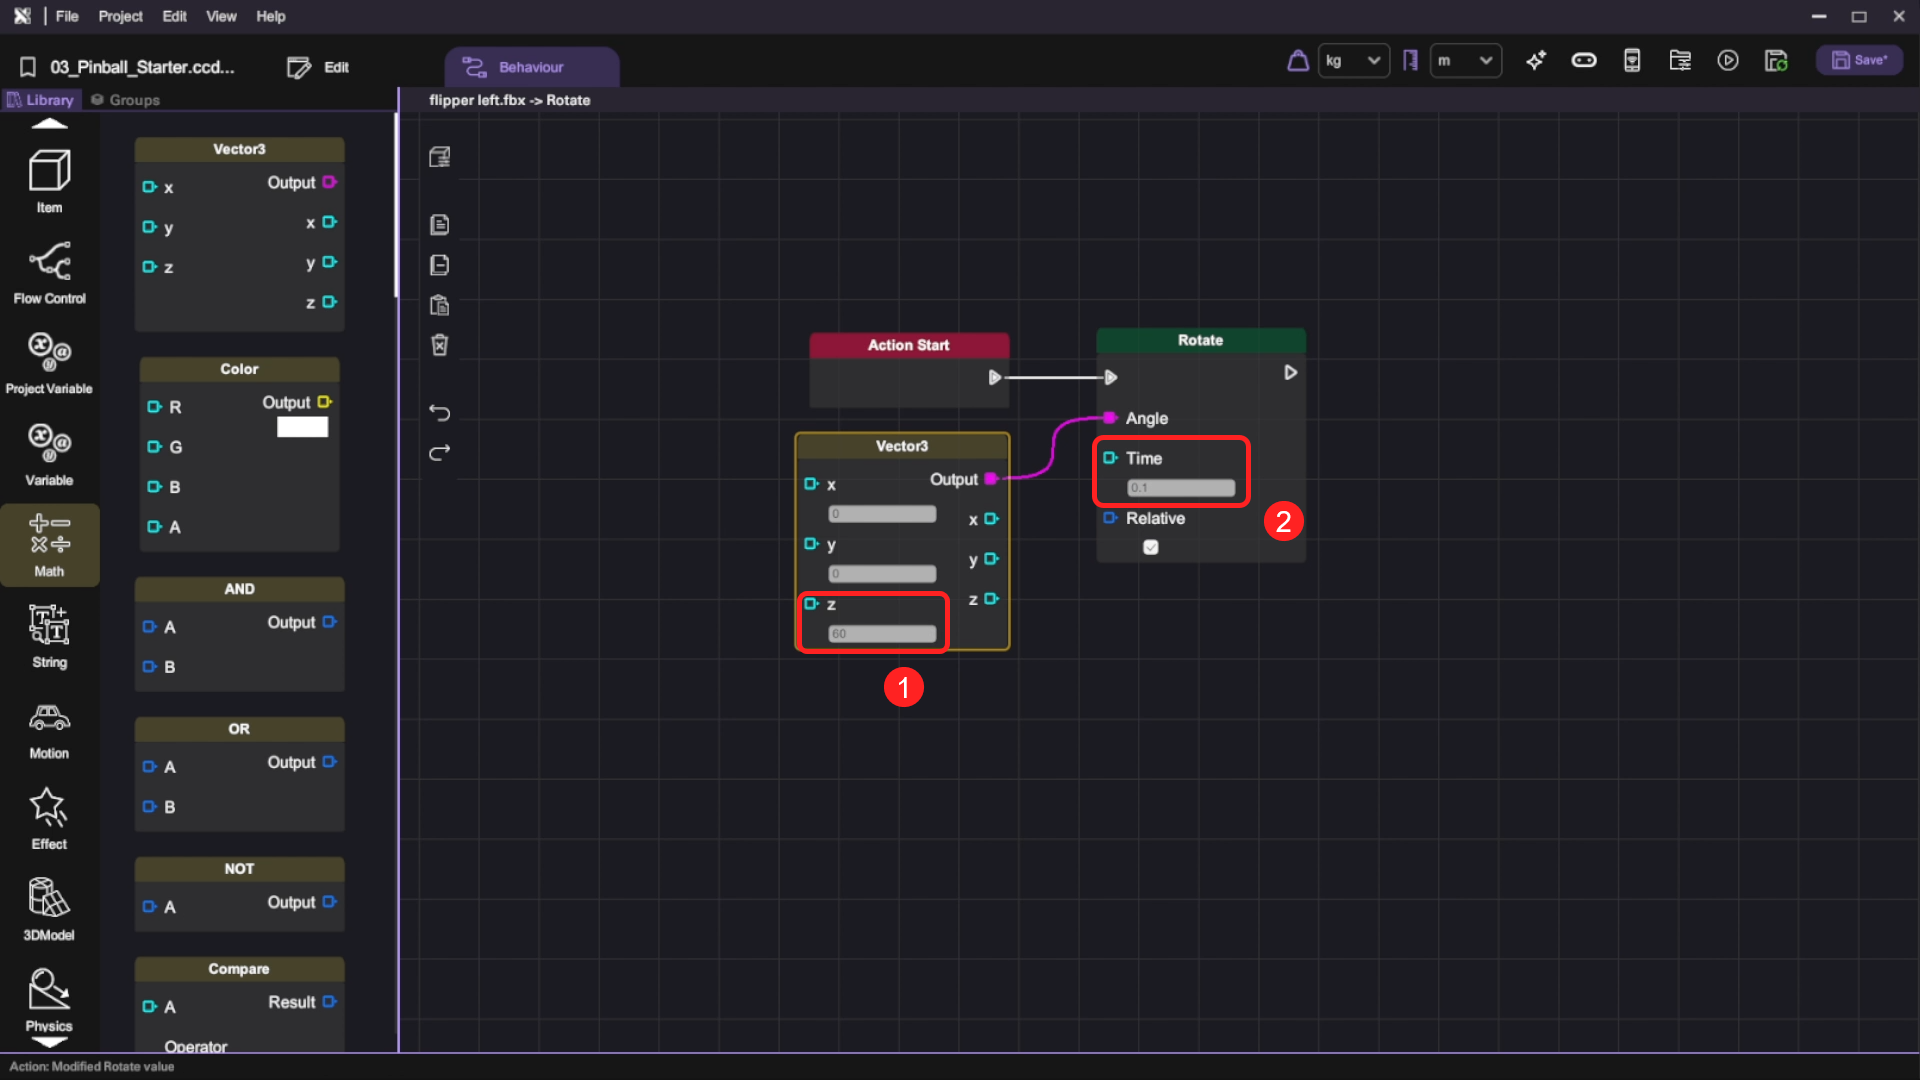 File Project Edit View Help
03_Pinball_Starter.ccd... Edit
Behaviour
kg m Save*
Library Groups
flipper left.fbx -> Rotate
Item
Flow Control
Project Variable
Variable
Math
String
Motion
Effect
3DModel
Physics
Vector3
x Output
y x
z y
z
Color
R Output
G
B
A
AND
A Output
B
OR
A Output
B
NOT
A Output
Compare
A Result
Operator
Action Start
Vector3
Output
x
0
x
y
y
0
z
z
60
1
Rotate
Angle
Time
0.1
Relative
2
Action: Modified Rotate value